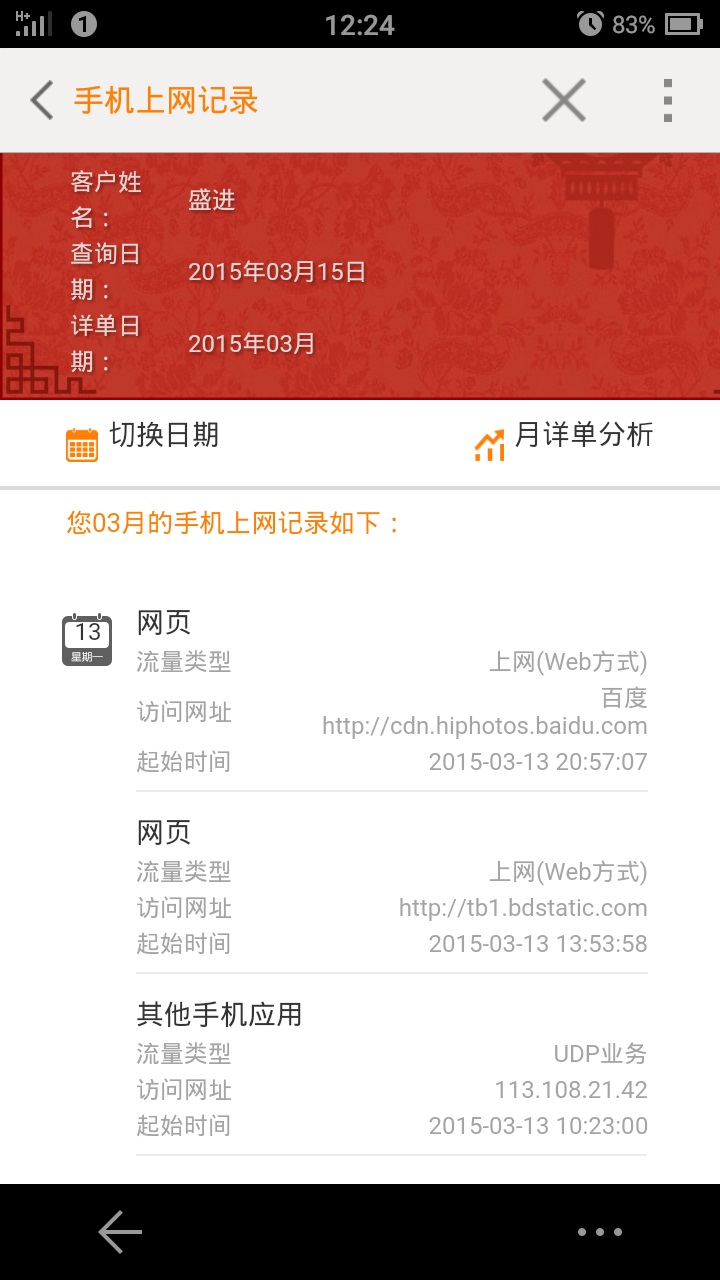 H+ 1 12:24 83%
手机上网记录
客户姓名： 盛进
查询日期： 2015年03月15日
详单日期： 2015年03月
切换日期 月详单分析
您03月的手机上网记录如下：
13
星期一
网页
流量类型 上网(Web方式)
访问网址 百度
http://cdn.hiphotos.baidu.com
起始时间 2015-03-13 20:57:07
网页
流量类型 上网(Web方式)
访问网址 http://tb1.bdstatic.com
起始时间 2015-03-13 13:53:58
其他手机应用
流量类型 UDP业务
访问网址 113.108.21.42
起始时间 2015-03-13 10:23:00